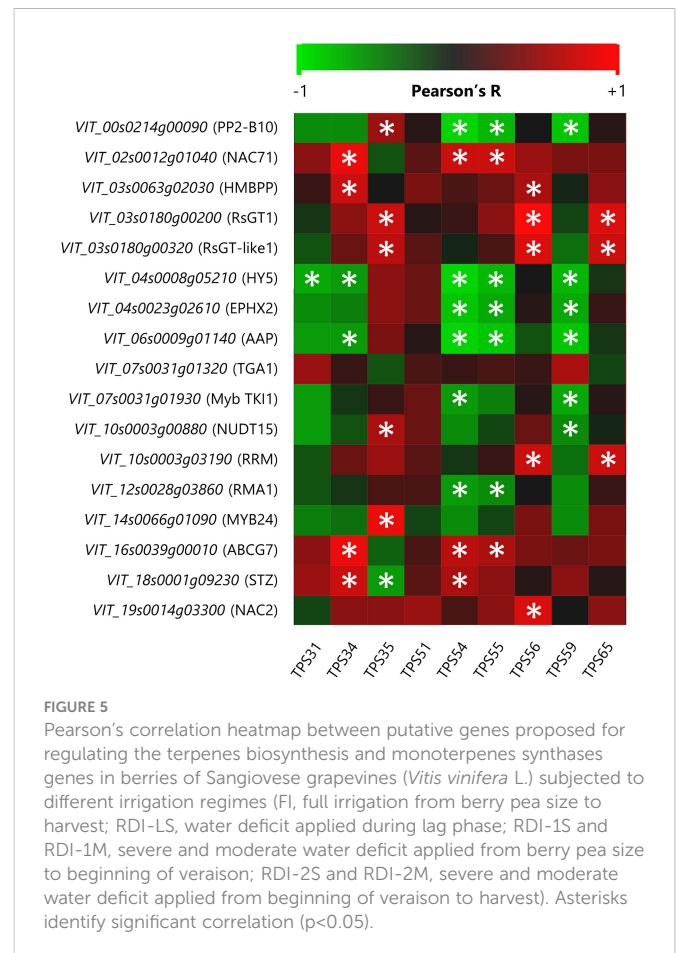 -1 Pearson's R +1
VIT_00s0214g00090 (PP2-B10)
VIT_02s0012g01040 (NAC71)
VIT_03s0063g02030 (HMBPP)
VIT_03s0180g00200 (RsGT1)
VIT_03s0180g00320 (RsGT-like1)
VIT_04s0008g05210 (HY5)
VIT_04s0023g02610 (EPHX2)
VIT_06s0009g01140 (AAP)
VIT_07s0031g01320 (TGA1)
VIT_07s0031g01930 (Myb TKI1)
VIT_10s0003g00880 (NUDT15)
VIT_10s0003g03190 (RRM)
VIT_12s0028g03860 (RMA1)
VIT_14s0066g01090 (MYB24)
VIT_16s0039g00010 (ABCG7)
VIT_18s0001g09230 (STZ)
VIT_19s0014g03300 (NAC2)
TPS31 TPS34 TPS35 TPS51 TPS54 TPS55 TPS56 TPS59 TPS65
FIGURE 5
Pearson's correlation heatmap between putative genes proposed for
regulating the terpenes biosynthesis and monoterpenes synthases
genes in berries of Sangiovese grapevines (Vitis vinifera L.) subjected to
different irrigation regimes (FI, full irrigation from berry pea size to
harvest; RDI-LS, water deficit applied during lag phase; RDI-1S and
RDI-1M, severe and moderate water deficit applied from berry pea size
to beginning of veraison; RDI-2S and RDI-2M, severe and moderate
water deficit applied from beginning of veraison to harvest). Asterisks
identify significant correlation (p<0.05).